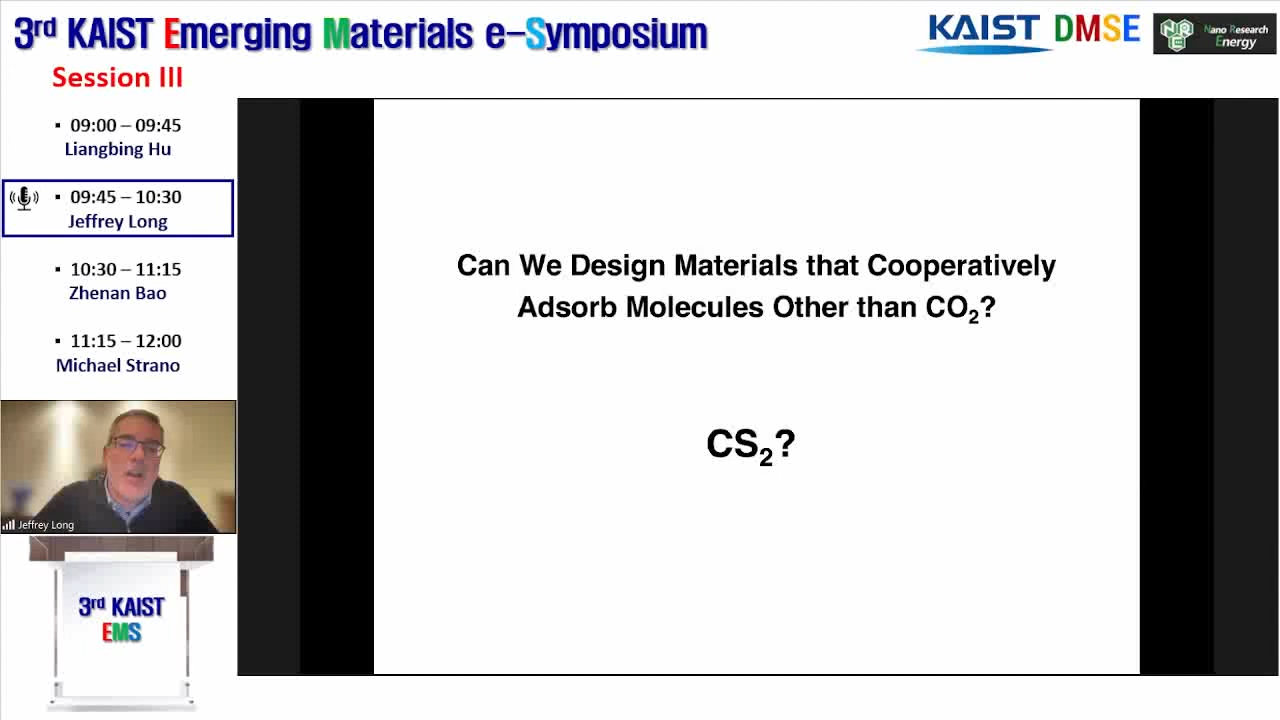 3rd KAIST Emerging Materials e-Symposium
KAIST DMSE
NRE
Nano Research
Energy
Session III
▪ 09:00 – 09:45
Liangbing Hu
▪ 09:45 – 10:30
Jeffrey Long
▪ 10:30 – 11:15
Zhenan Bao
▪ 11:15 – 12:00
Michael Strano
Can We Design Materials that Cooperatively
Adsorb Molecules Other than CO₂?
CS₂?
Jeffrey Long
3rd KAIST
EMS